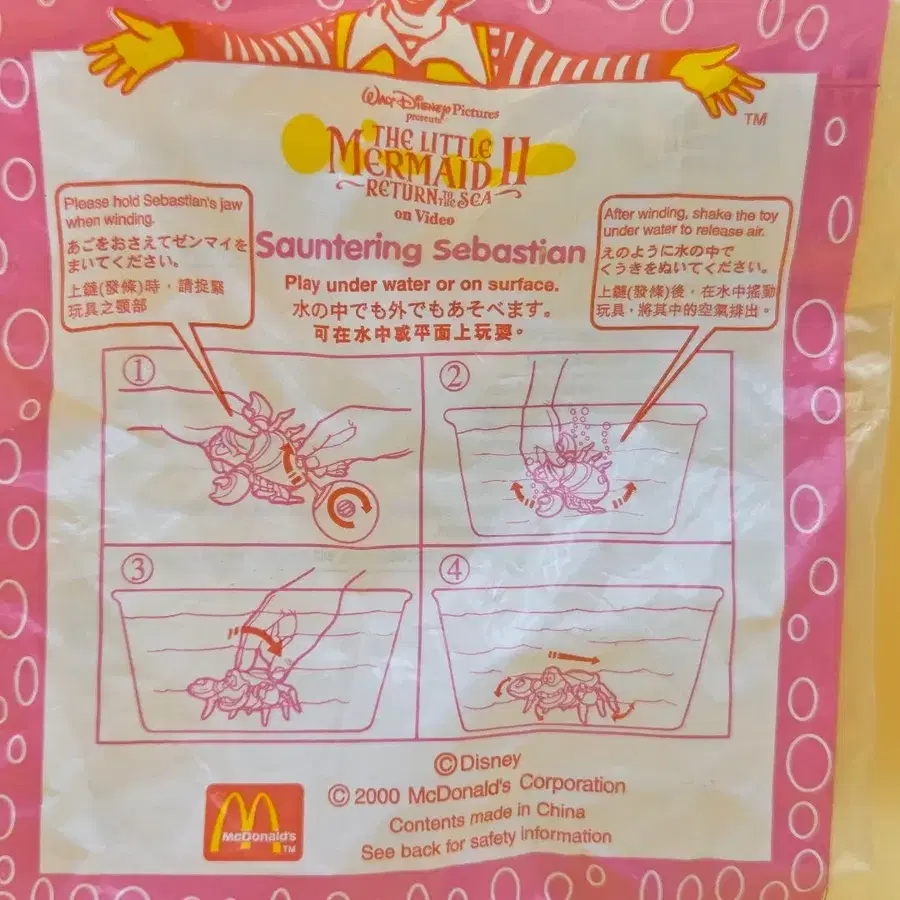 Walt Disney Pictures
presents
THE LITTLE
MERMAID II
RETURN TO THE SEA
on Video
TM
Please hold Sebastian's jaw
when winding.
あごをおさえてゼンマイを
まいてください。
上鏈(發條)時，請捉緊
玩具之顎部
Sauntering Sebastian
Play under water or on surface.
水の中でも外でもあそべます。
可在水中或平面上玩耍。
After winding, shake the toy
under water to release air.
えのように水の中で
くうきをぬいてください。
上鏈(發條)後，在水中搖動
玩具，將其中的空氣排出。
①
②
③
④
©Disney
© 2000 McDonald's Corporation
Contents made in China
See back for safety information
McDonald's
TM